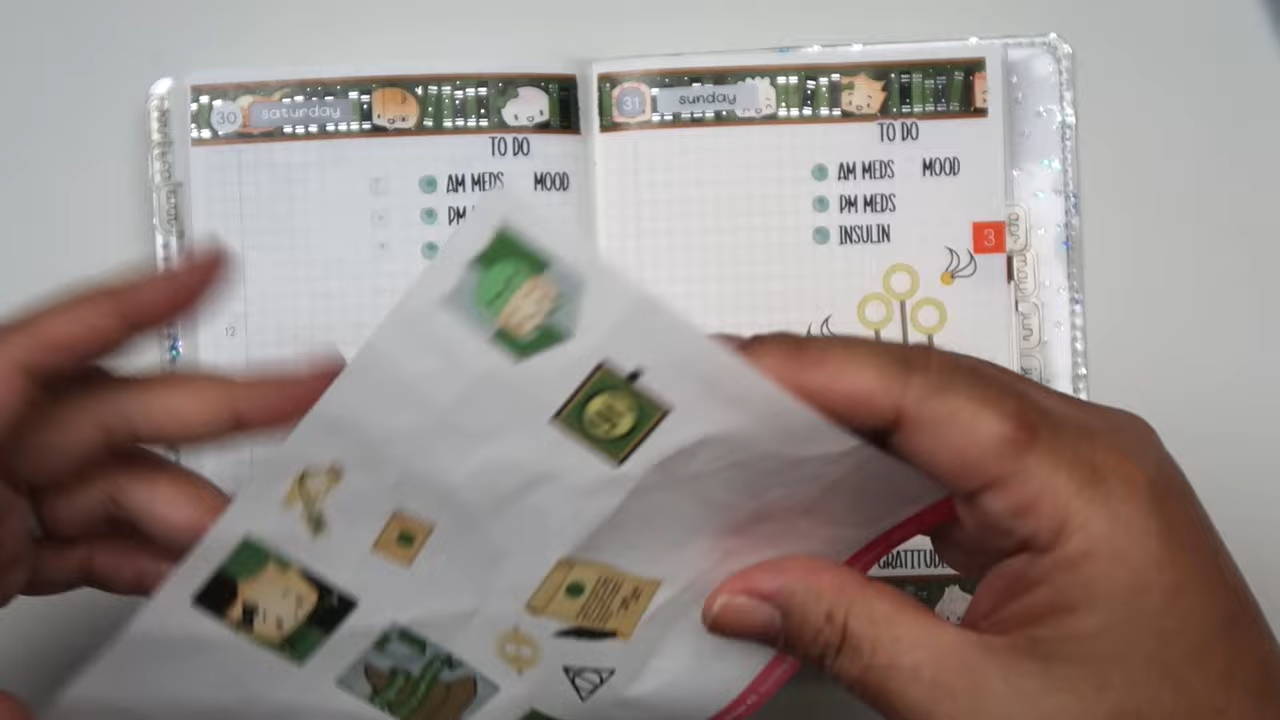 30 saturday
TO DO
AM MEDS MOOD
PM
12
31 sunday
TO DO
AM MEDS MOOD
PM MEDS
INSULIN
3
GRATITUDE